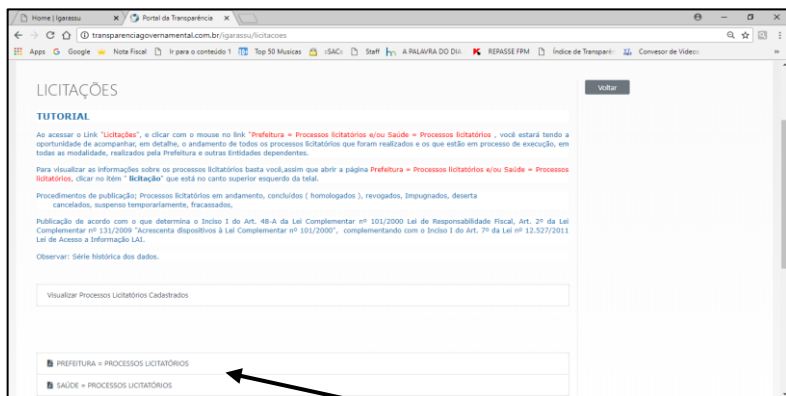 Home | Igarassu
Portal da Transparência
transparenciagovernamental.com.br/igarassu/licitacoes
Apps
Google
Nota Fiscal
Ir para o conteúdo 1
Top 50 Musicas
:SAC:
Staff
A PALAVRA DO DIA
REPASSE FPM
Índice de Transparên
Convesor de Videos
LICITAÇÕES
Voltar
TUTORIAL
Ao acessar o Link "Licitações", e clicar com o mouse no link "Prefeitura = Processos licitatórios e/ou Saúde = Processos licitatórios , você estará tendo a
oportunidade de acompanhar, em detalhe, o andamento de todos os processos licitatórios que foram realizados e os que estão em processo de execução, em
todas as modalidade, realizados pela Prefeitura e outras Entidades dependentes.
Para visualizar as informações sobre os processos licitatórios basta você,assim que abrir a página Prefeitura = Processos licitatórios e/ou Saúde = Processos
licitatórios, clicar no item " licitação" que está no canto superior esquerdo da telal.
Procedimentos de publicação; Processos licitatórios em andamento, concluídos ( homologados ), revogados, Impugnados, deserta
cancelados, suspenso temporariamente, fracassados,
Publicação de acordo com o que determina o Inciso I do Art. 48-A da Lei Complementar nº 101/2000 Lei de Responsabilidade Fiscal, Art. 2º da Lei
Complementar nº 131/2009 "Acrescenta dispositivos à Lei Complementar nº 101/2000", complementando com o Inciso I do Art. 7º da Lei nº 12.527/2011
Lei de Acesso a Informação LAI.
Observar: Série histórica dos dados.
Visualizar Processos Licitatórios Cadastrados
PREFEITURA = PROCESSOS LICITATÓRIOS
SAÚDE = PROCESSOS LICITATÓRIOS